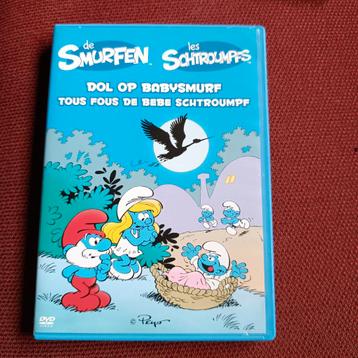 de SMURFEN
les SCHTROUMPFS
DOL OP BABYSMURF
TOUS FOUS DE BEBE SCHTROUMPF
DVD
© Peyo